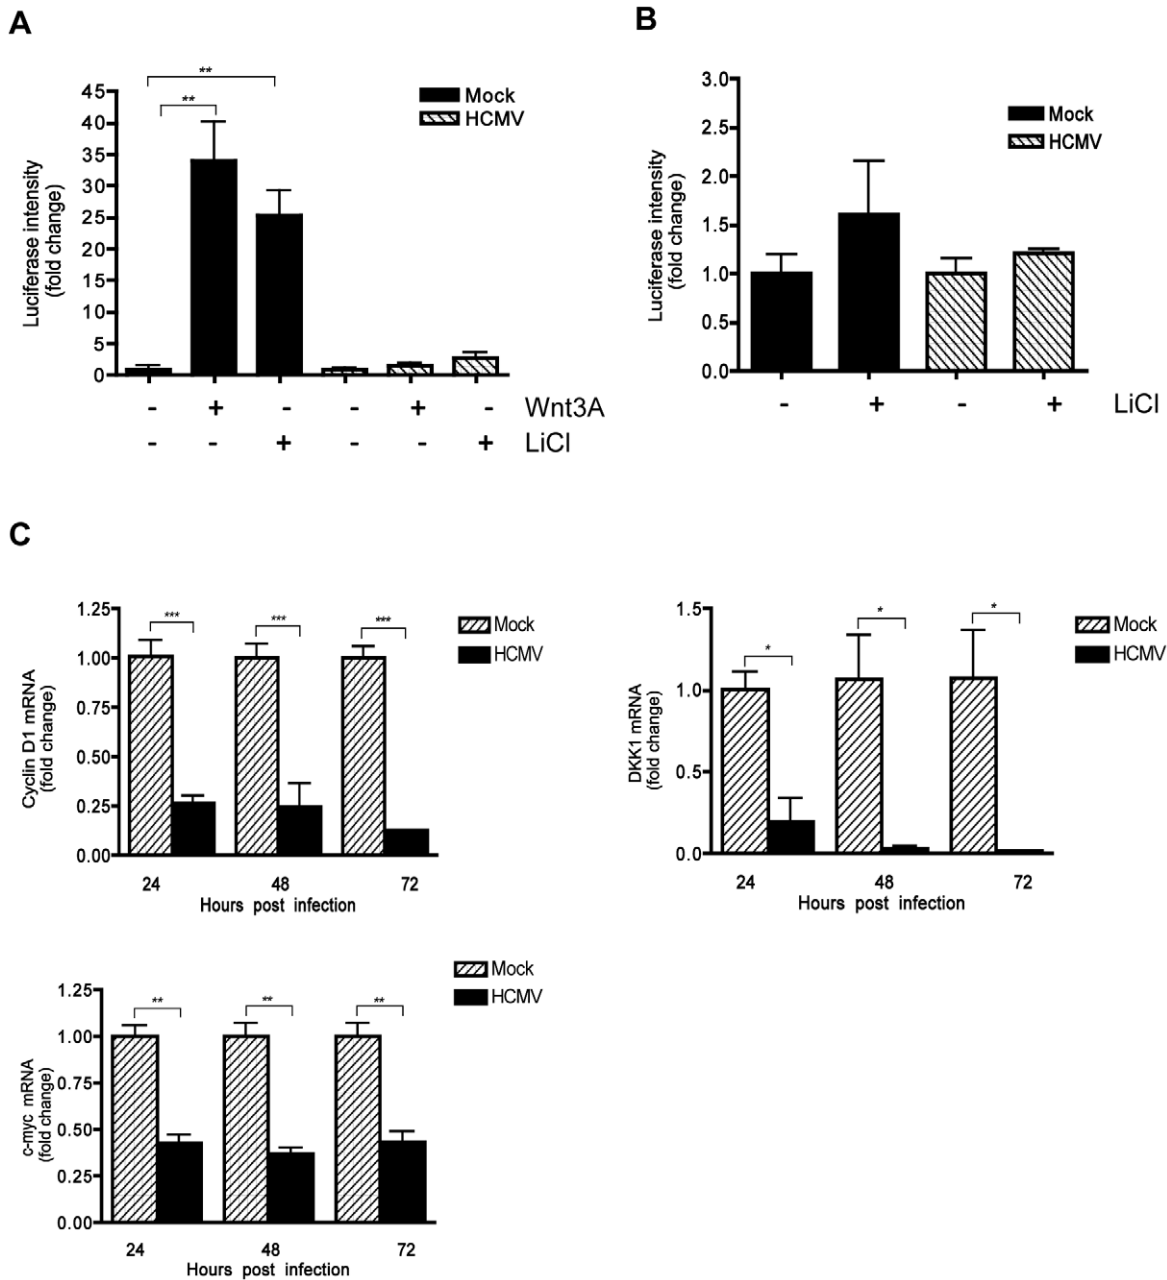 A
**
**
45
40
35
30
25
20
15
10
5
0
Luciferase intensity
(fold change)
Mock
HCMV
- + - - + - Wnt3A
- - + - - + LiCl
B
3.0
2.5
2.0
1.5
1.0
0.5
0.0
Luciferase intensity
(fold change)
Mock
HCMV
- + - + LiCl
C
1.25
1.00
0.75
0.50
0.25
0.00
Cyclin D1 mRNA
(fold change)
*** *** ***
Mock
HCMV
24 48 72
Hours post infection
1.5
1.0
0.5
0.0
DKK1 mRNA
(fold change)
* * *
Mock
HCMV
24 48 72
Hours post infection
1.25
1.00
0.75
0.50
0.25
0.00
c-myc mRNA
(fold change)
** ** **
Mock
HCMV
24 48 72
Hours post infection